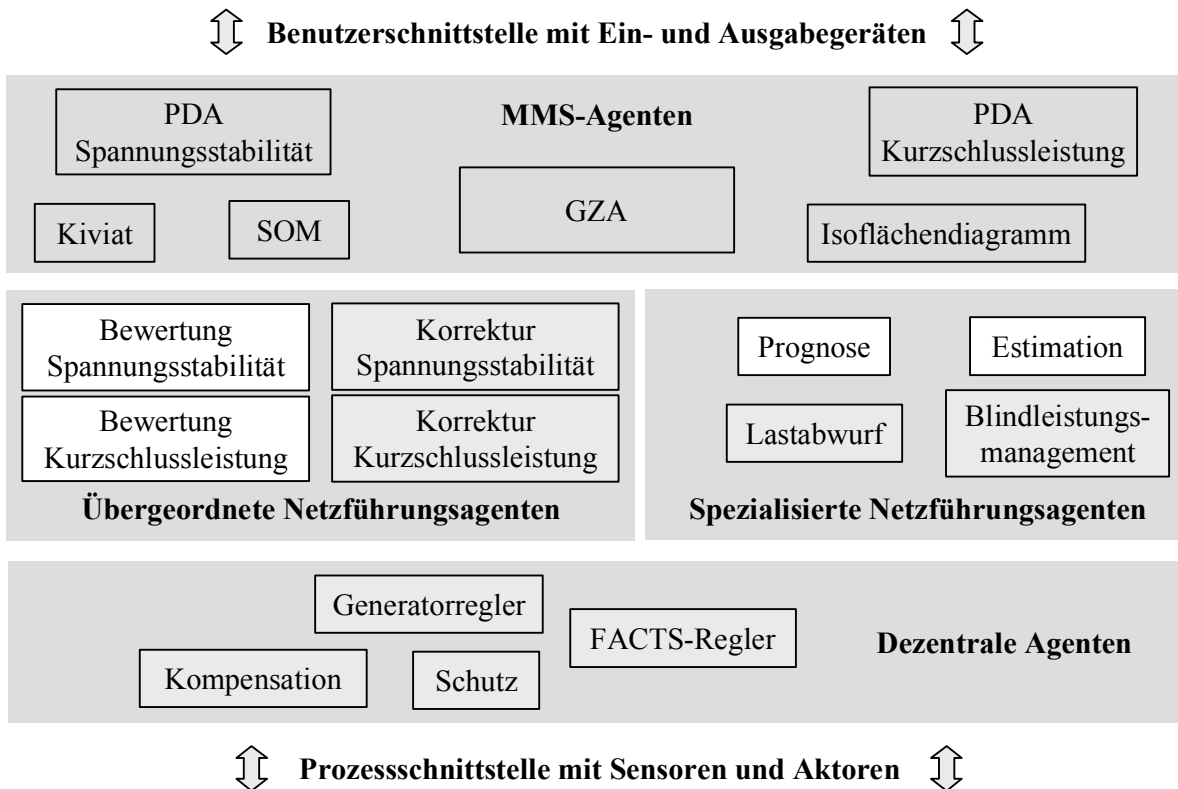 Benutzerschnittstelle mit Ein- und Ausgabegeräten
PDA
Spannungsstabilität
MMS-Agenten
PDA
Kurzschlussleistung
Kiviat
SOM
GZA
Isoflächendiagramm
Bewertung
Spannungsstabilität
Korrektur
Spannungsstabilität
Bewertung
Kurzschlussleistung
Korrektur
Kurzschlussleistung
Übergeordnete Netzführungsagenten
Prognose
Estimation
Lastabwurf
Blindleistungs-
management
Spezialisierte Netzführungsagenten
Generatorregler
FACTS-Regler
Kompensation
Schutz
Dezentrale Agenten
Prozessschnittstelle mit Sensoren und Aktoren